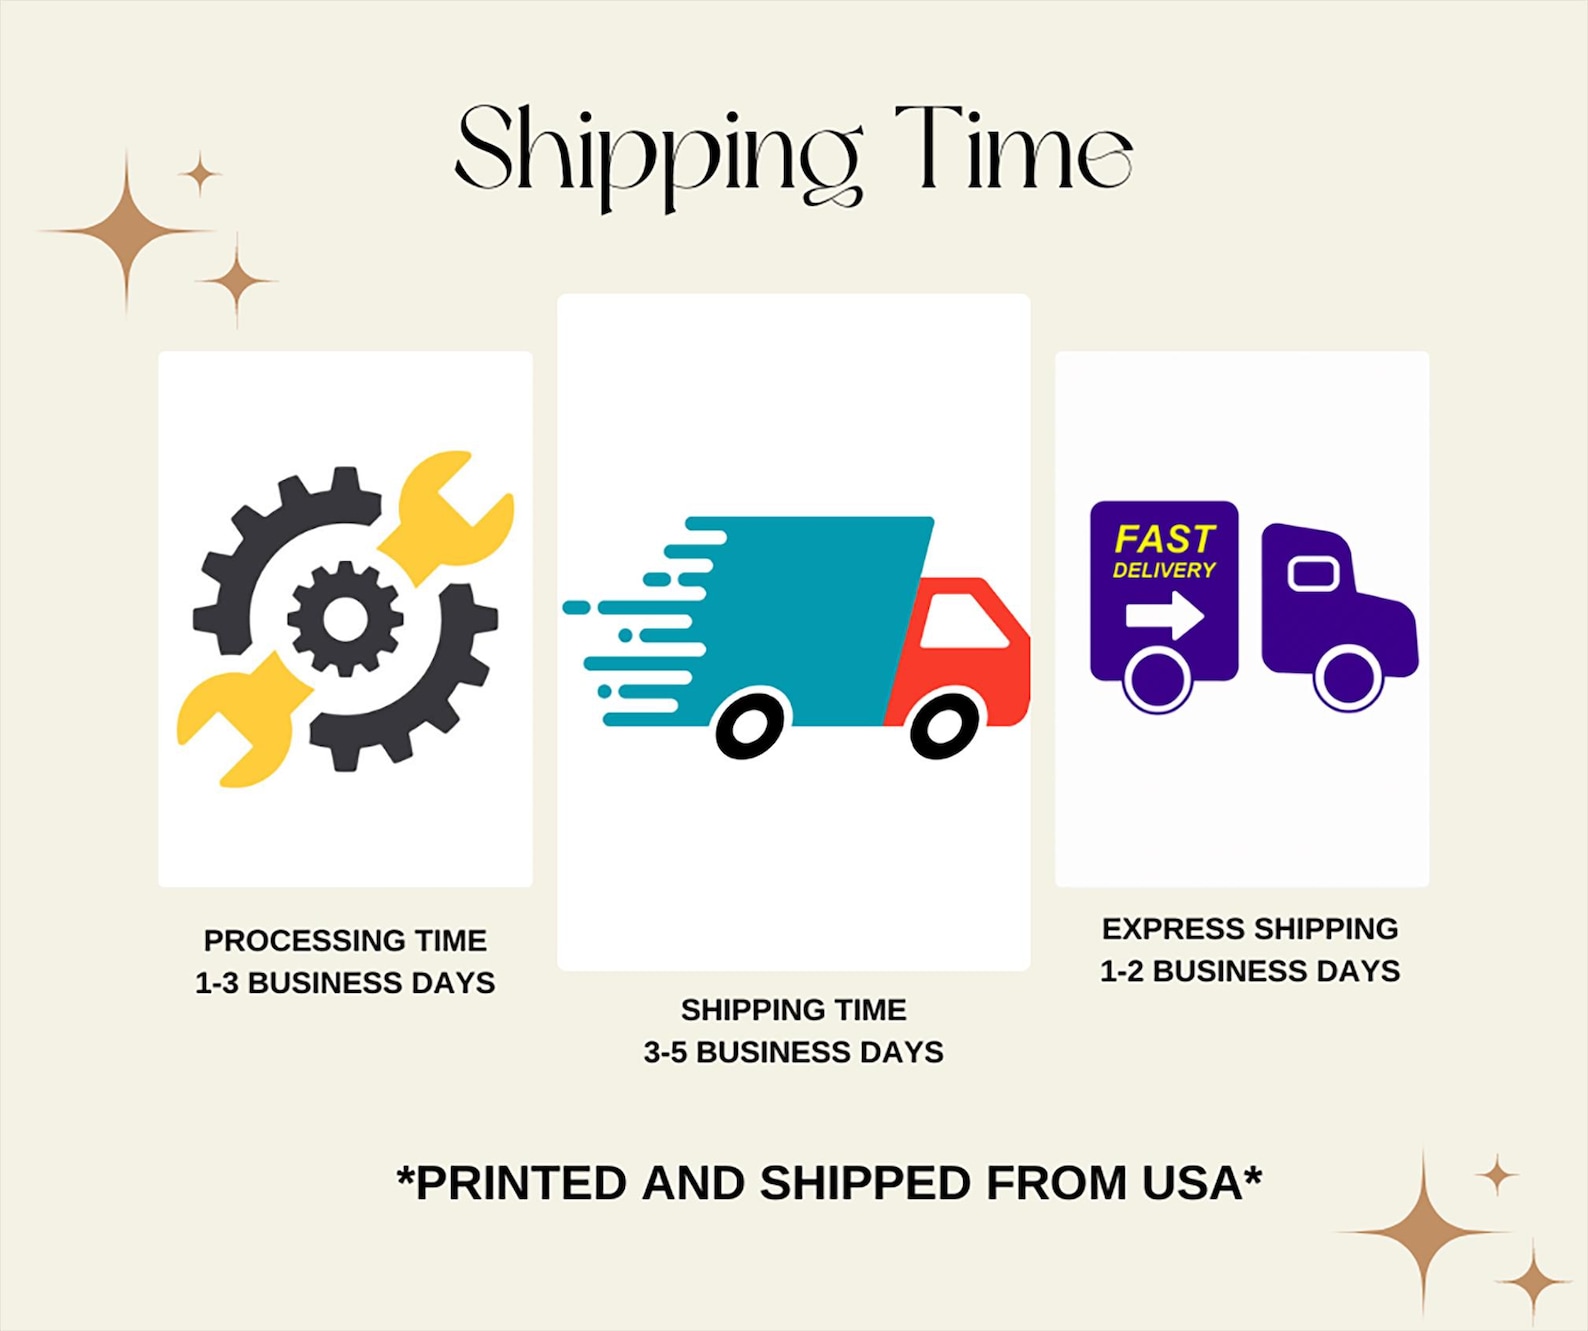 Shipping Time
FAST
DELIVERY
PROCESSING TIME
1-3 BUSINESS DAYS
SHIPPING TIME
3-5 BUSINESS DAYS
EXPRESS SHIPPING
1-2 BUSINESS DAYS
*PRINTED AND SHIPPED FROM USA*